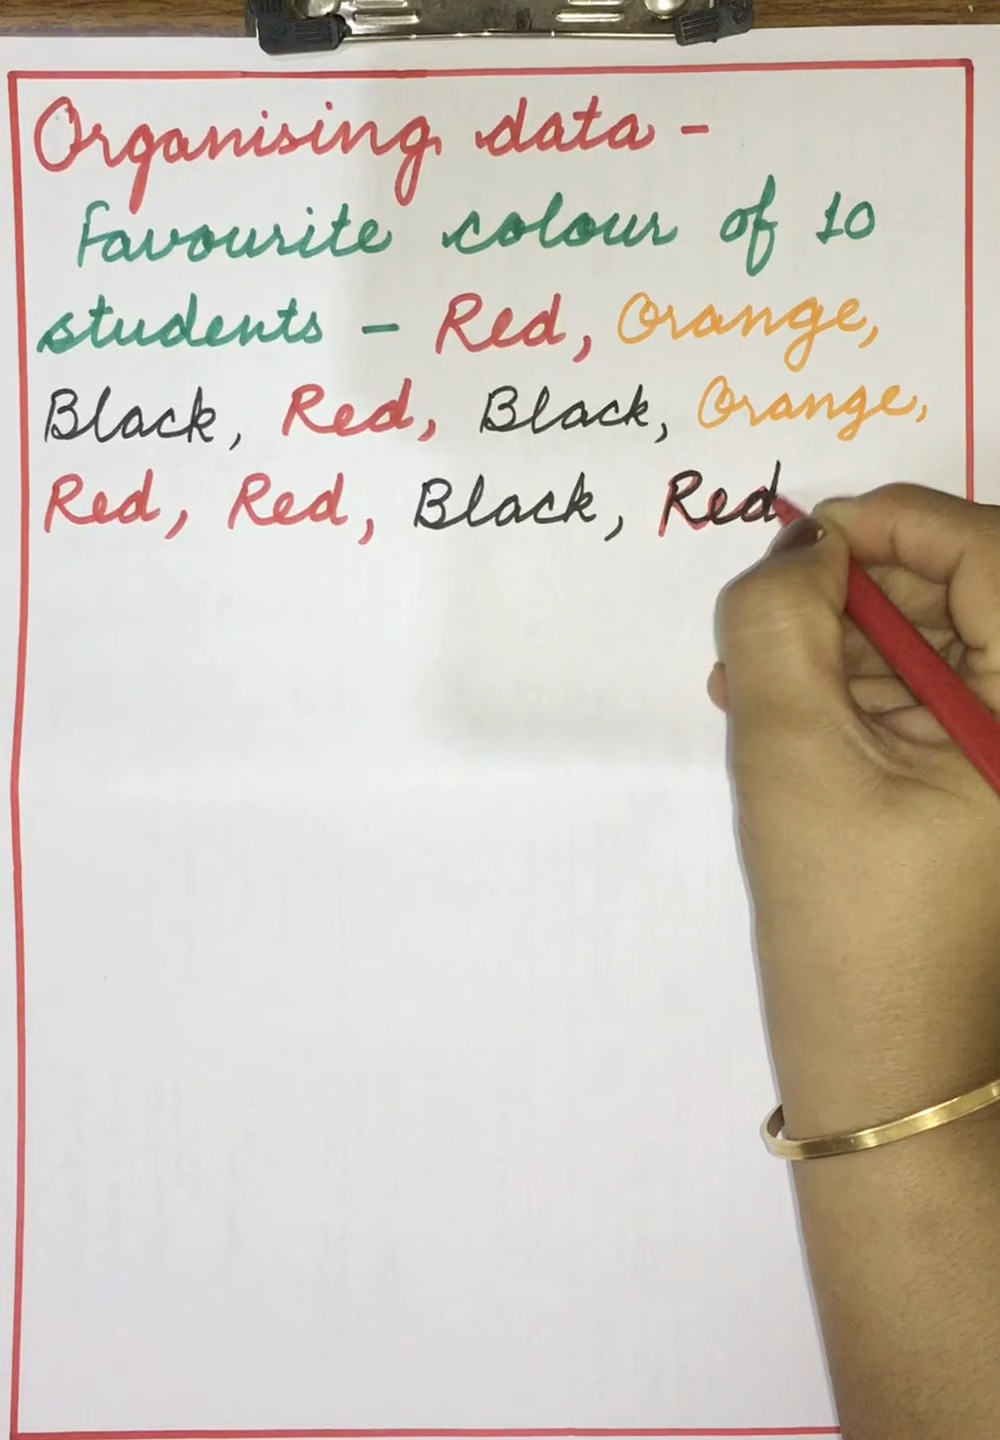 Organising data -
Favourite colour of 10
students - Red, Orange,
Black, Red, Black, Orange,
Red, Red, Black, Red